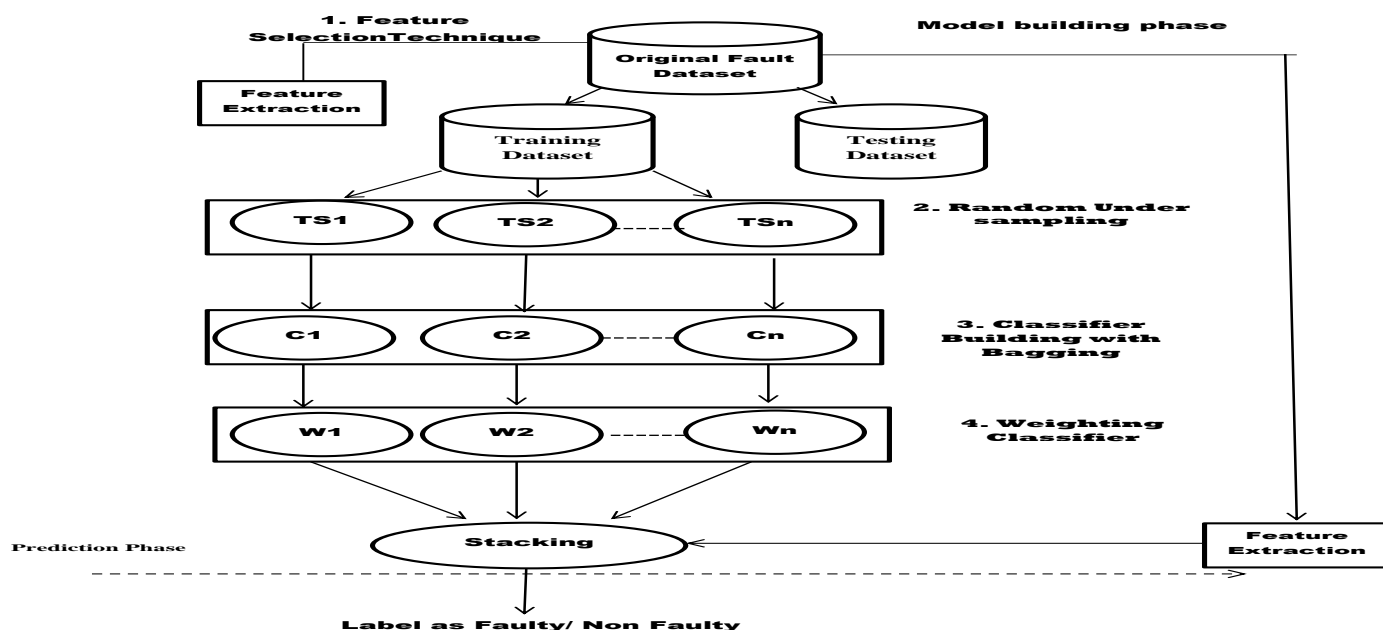 1. Feature
SelectionTechnique
Model building phase
Original Fault
Dataset
Feature
Extraction
Training
Dataset
Testing
Dataset
TS1
TS2
TSn
2. Random Under
sampling
C1
C2
Cn
3. Classifier
Building with
Bagging
W1
W2
Wn
4. Weighting
Classifier
Stacking
Feature
Extraction
Prediction Phase
Label as Faulty/ Non Faulty